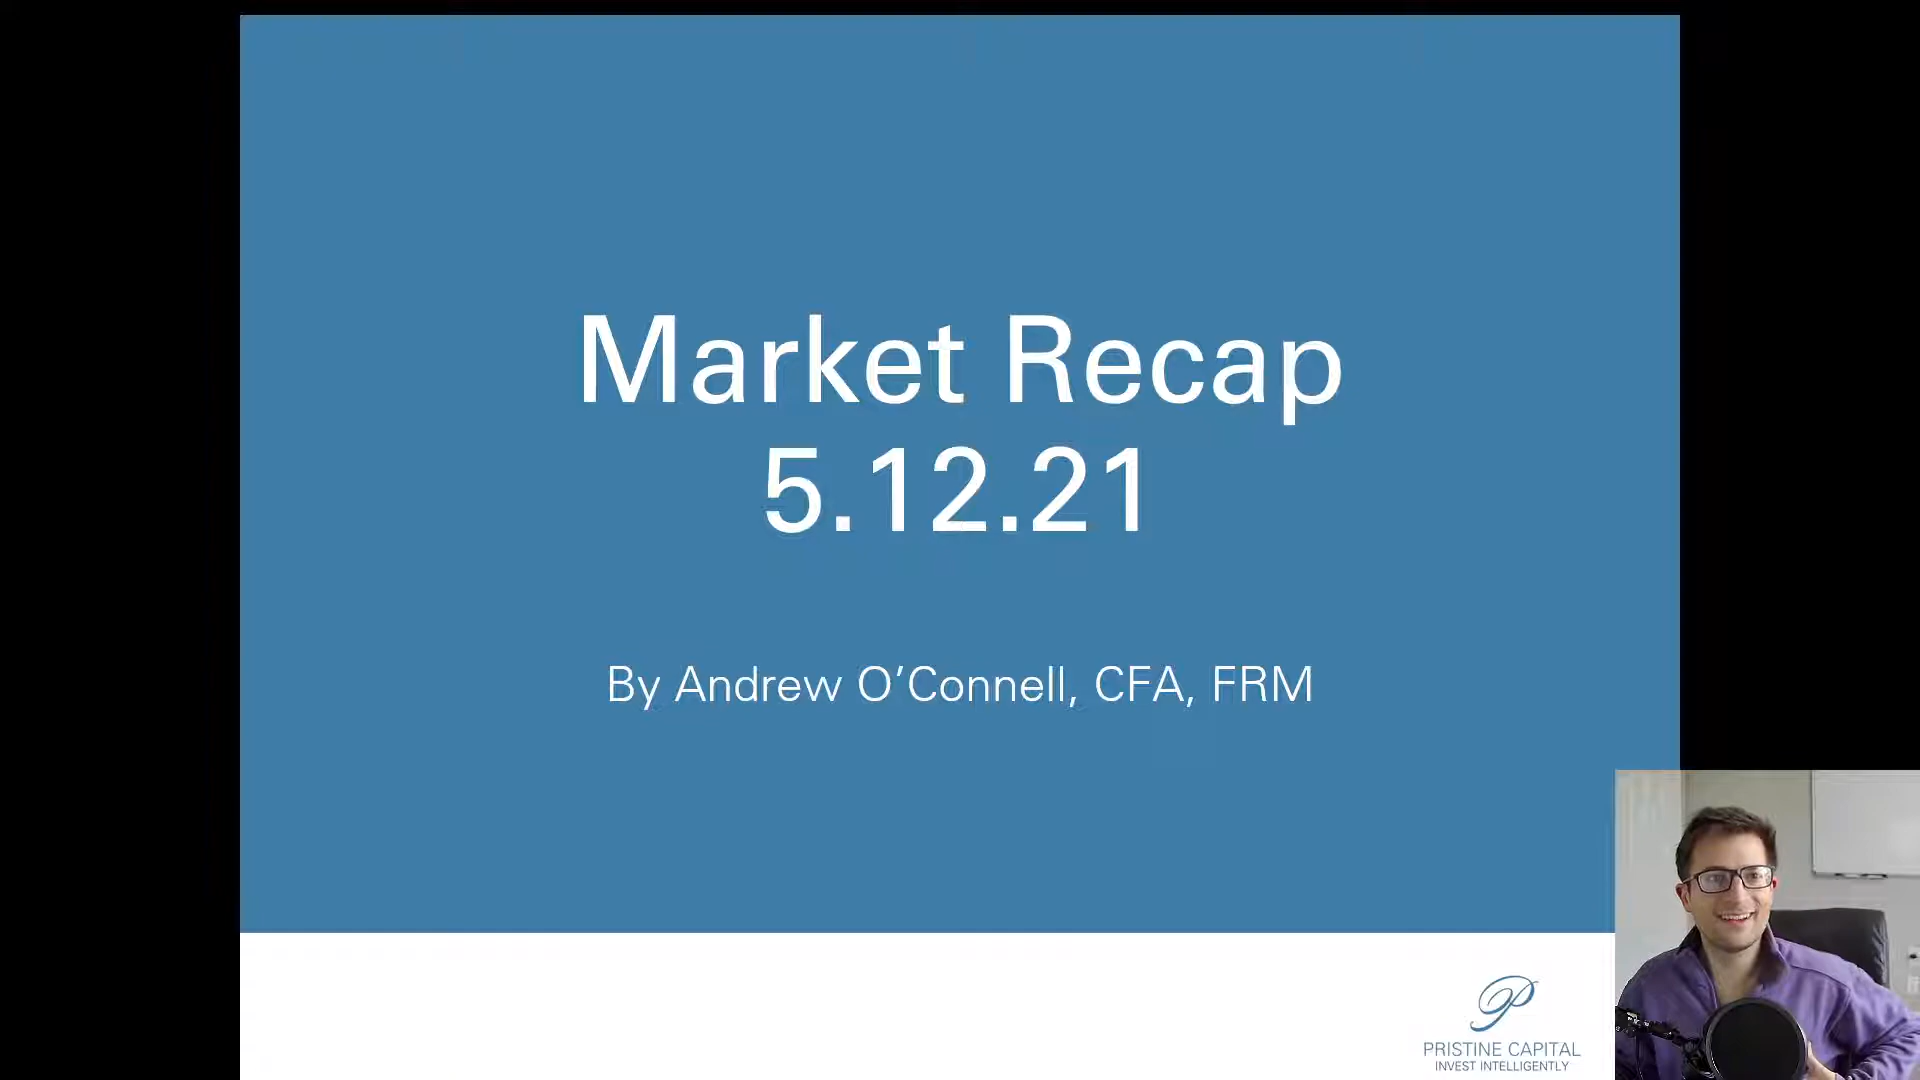 Market Recap
5.12.21
By Andrew O’Connell, CFA, FRM
PRISTINE CAPITAL
INVEST INTELLIGENTLY